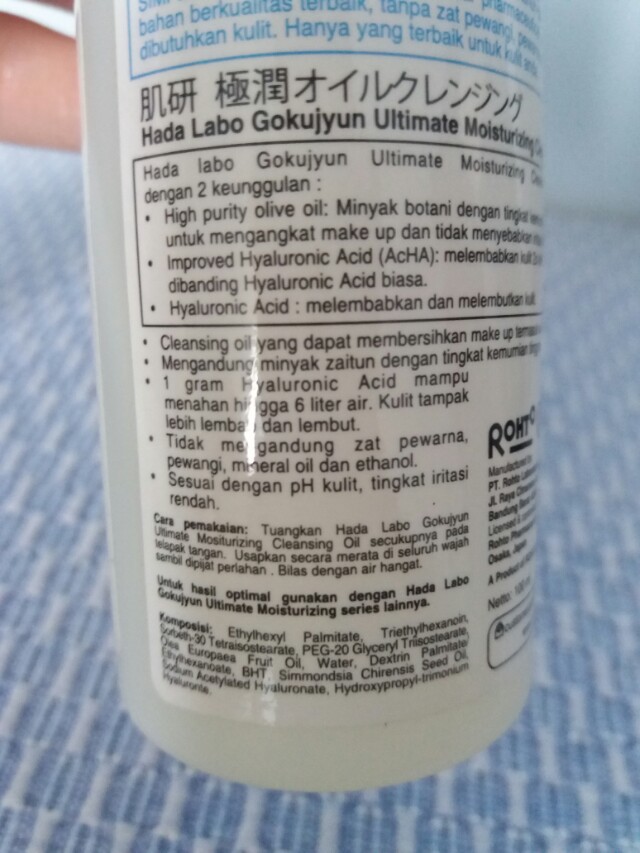 bahan berkualitas terbaik, tanpa zat pewangi,
dibutuhkan kulit. Hanya yang terbaik untuk kulit
肌研 極潤オイルクレンジング
Hada Labo Gokujyun Ultimate Moisturizing
Hada labo Gokujyun Ultimate Moisturizing
dengan 2 keunggulan :
• High purity olive oil: Minyak botani dengan tingkat
untuk mengangkat make up dan tidak menyebabkan
• Improved Hyaluronic Acid (AcHA): melembabkan kulit
dibanding Hyaluronic Acid biasa.
• Hyaluronic Acid : melembabkan dan melembutkan kulit
• Cleansing oil yang dapat membersihkan make up
• Mengandung minyak zaitun dengan tingkat kemurnian
• 1 gram Hyaluronic Acid mampu
menahan hingga 6 liter air. Kulit tampak
lebih lembab dan lembut.
• Tidak mengandung zat pewarna,
pewangi, mineral oil dan ethanol.
• Sesuai dengan pH kulit, tingkat iritasi
rendah.
Cara pemakaian: Tuangkan Hada Labo Gokujyun
Ultimate Mositurizing Cleansing Oil secukupnya pada
telapak tangan. Usapkan secara merata di seluruh wajah
sambil dipijat perlahan . Bilas dengan air hangat.
Untuk hasil optimal gunakan dengan Hada Labo
Gokujyun Ultimate Moisturizing series lainnya.
Komposisi: Ethylhexyl Palmitate, Triethylhexanoin,
Sorbeth-30 Tetraisostearate, PEG-20 Glyceryl Triisostearate,
Olea Europaea Fruit Oil, Water, Dextrin Palmitate/
Ethylhexanoate, BHT, Simmondsia Chirensis Seed Oil,
Sodium Acetylated Hyaluronate, Hydroxypropyl-trimonium
Hyaluronte.
ROHTO
Manufactured by
PT. Rohto
Jl. Raya
Bandung
Licensed
Rohto
Osaka, Japan
A Product
Netto: 100